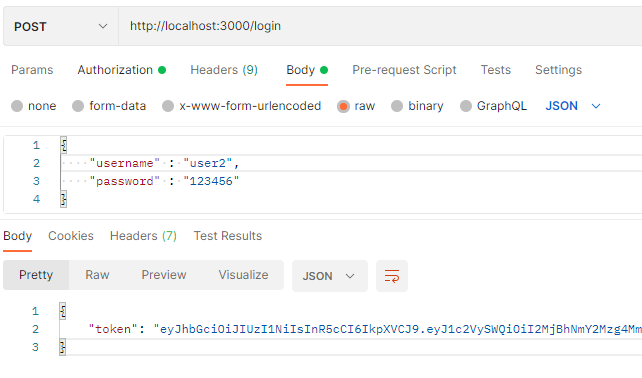 POST http://localhost:3000/login
Params Authorization Headers (9) Body Pre-request Script Tests Settings
none form-data x-www-form-urlencoded raw binary GraphQL JSON
1 {
2 "username" : "user2",
3 "password" : "123456"
4 }
Body Cookies Headers (7) Test Results
Pretty Raw Preview Visualize JSON
1 {
2 "token": "eyJhbGciOiJIUzI1NiIsInR5cCI6IkpXVCJ9.eyJ1c2VySWQiOiI2MjBhNmY2Mzg4Mm
3 }